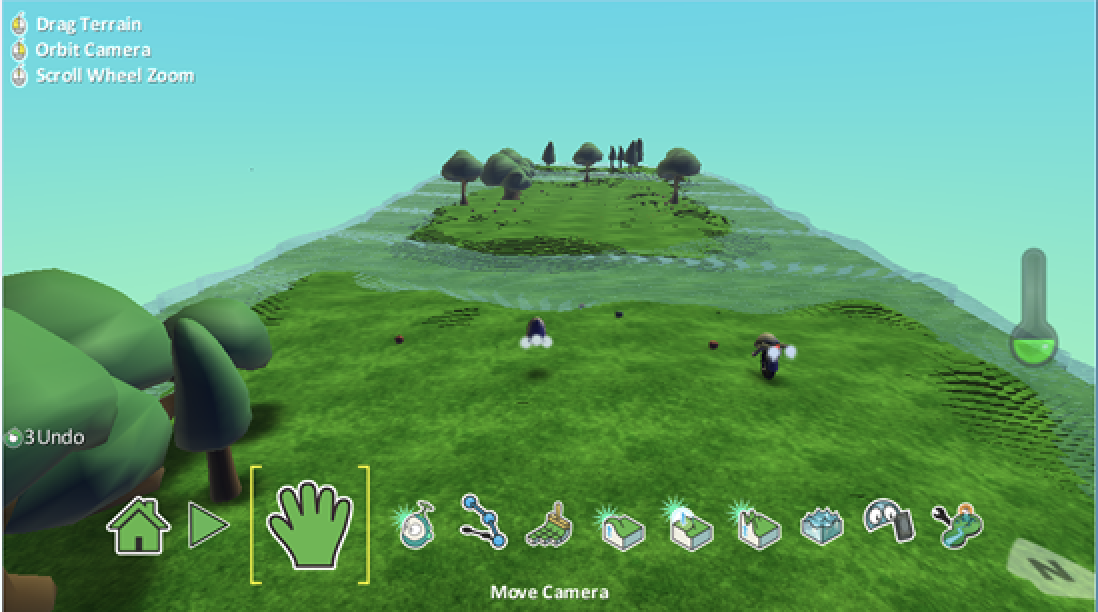 Drag Terrain
Orbit Camera
Scroll Wheel Zoom
3 Undo
Move Camera
N